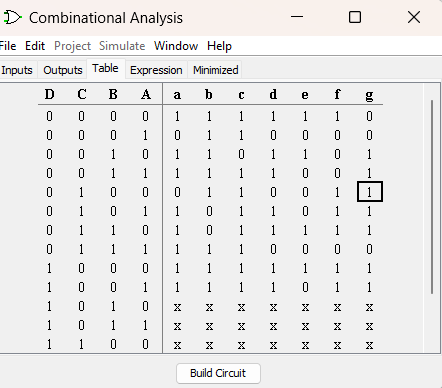 Combinational Analysis
File Edit Project Simulate Window Help
Inputs Outputs Table Expression Minimized
D C B A a b c d e f g
0 0 0 0 1 1 1 1 1 1 0
0 0 0 1 0 1 1 0 0 0 0
0 0 1 0 1 1 0 1 1 0 1
0 0 1 1 1 1 1 1 0 0 1
0 1 0 0 0 1 1 0 0 1 1
0 1 0 1 1 0 1 1 0 1 1
0 1 1 0 1 0 1 1 1 1 1
0 1 1 1 1 1 1 0 0 0 0
1 0 0 0 1 1 1 1 1 1 1
1 0 0 1 1 1 1 1 0 1 1
1 0 1 0 x x x x x x x
1 0 1 1 x x x x x x x
1 1 0 0 x x x x x x x
Build Circuit